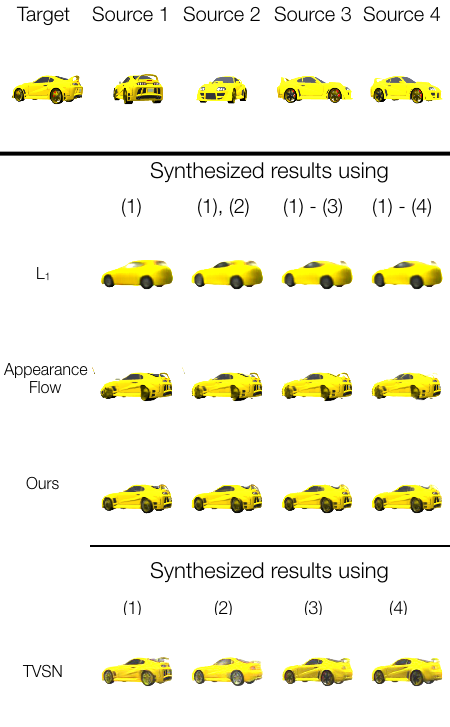 Target Source 1 Source 2 Source 3 Source 4
Synthesized results using
(1) (1), (2) (1) - (3) (1) - (4)
L1
Appearance
Flow
Ours
Synthesized results using
(1) (2) (3) (4)
TVSN